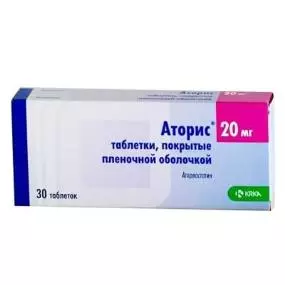 Аторис® 20 мг
таблетки, покрытые
пленочной оболочкой
Аторвастатин
30 таблеток
KRKA